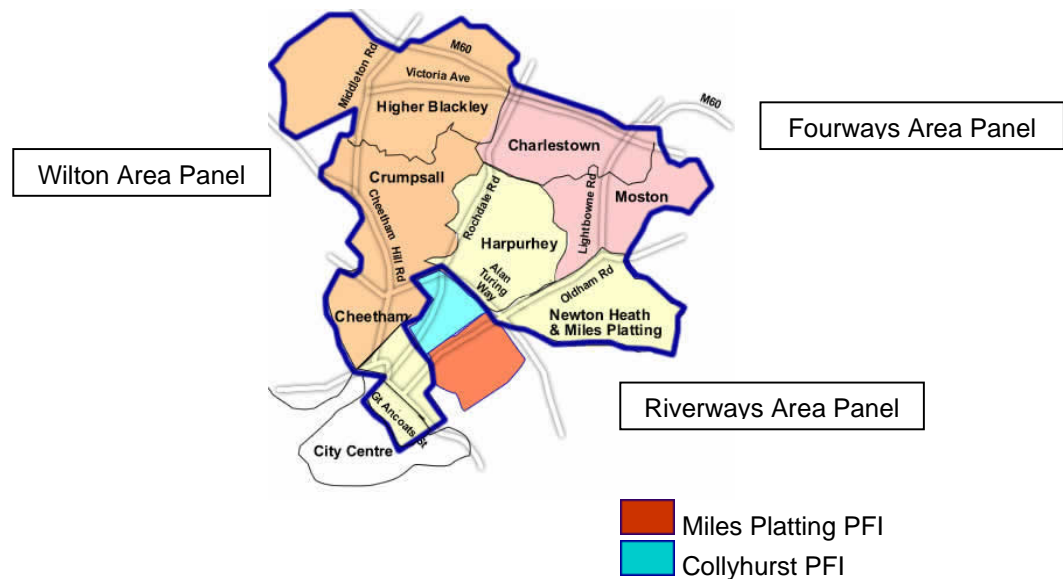 M60
Middleton Rd
Victoria Ave
Higher Blackley
M60
Fourways Area Panel
Charlestown
Wilton Area Panel
Crumpsall
Lightbowne Rd
Moston
Rochdale Rd
Cheetham Hill Rd
Harpurhey
Alan
Turing
Way
Oldham Rd
Cheetham
Newton Heath
& Miles Platting
Riverways Area Panel
Gt Ancoats St
City Centre
Miles Platting PFI
Collyhurst PFI